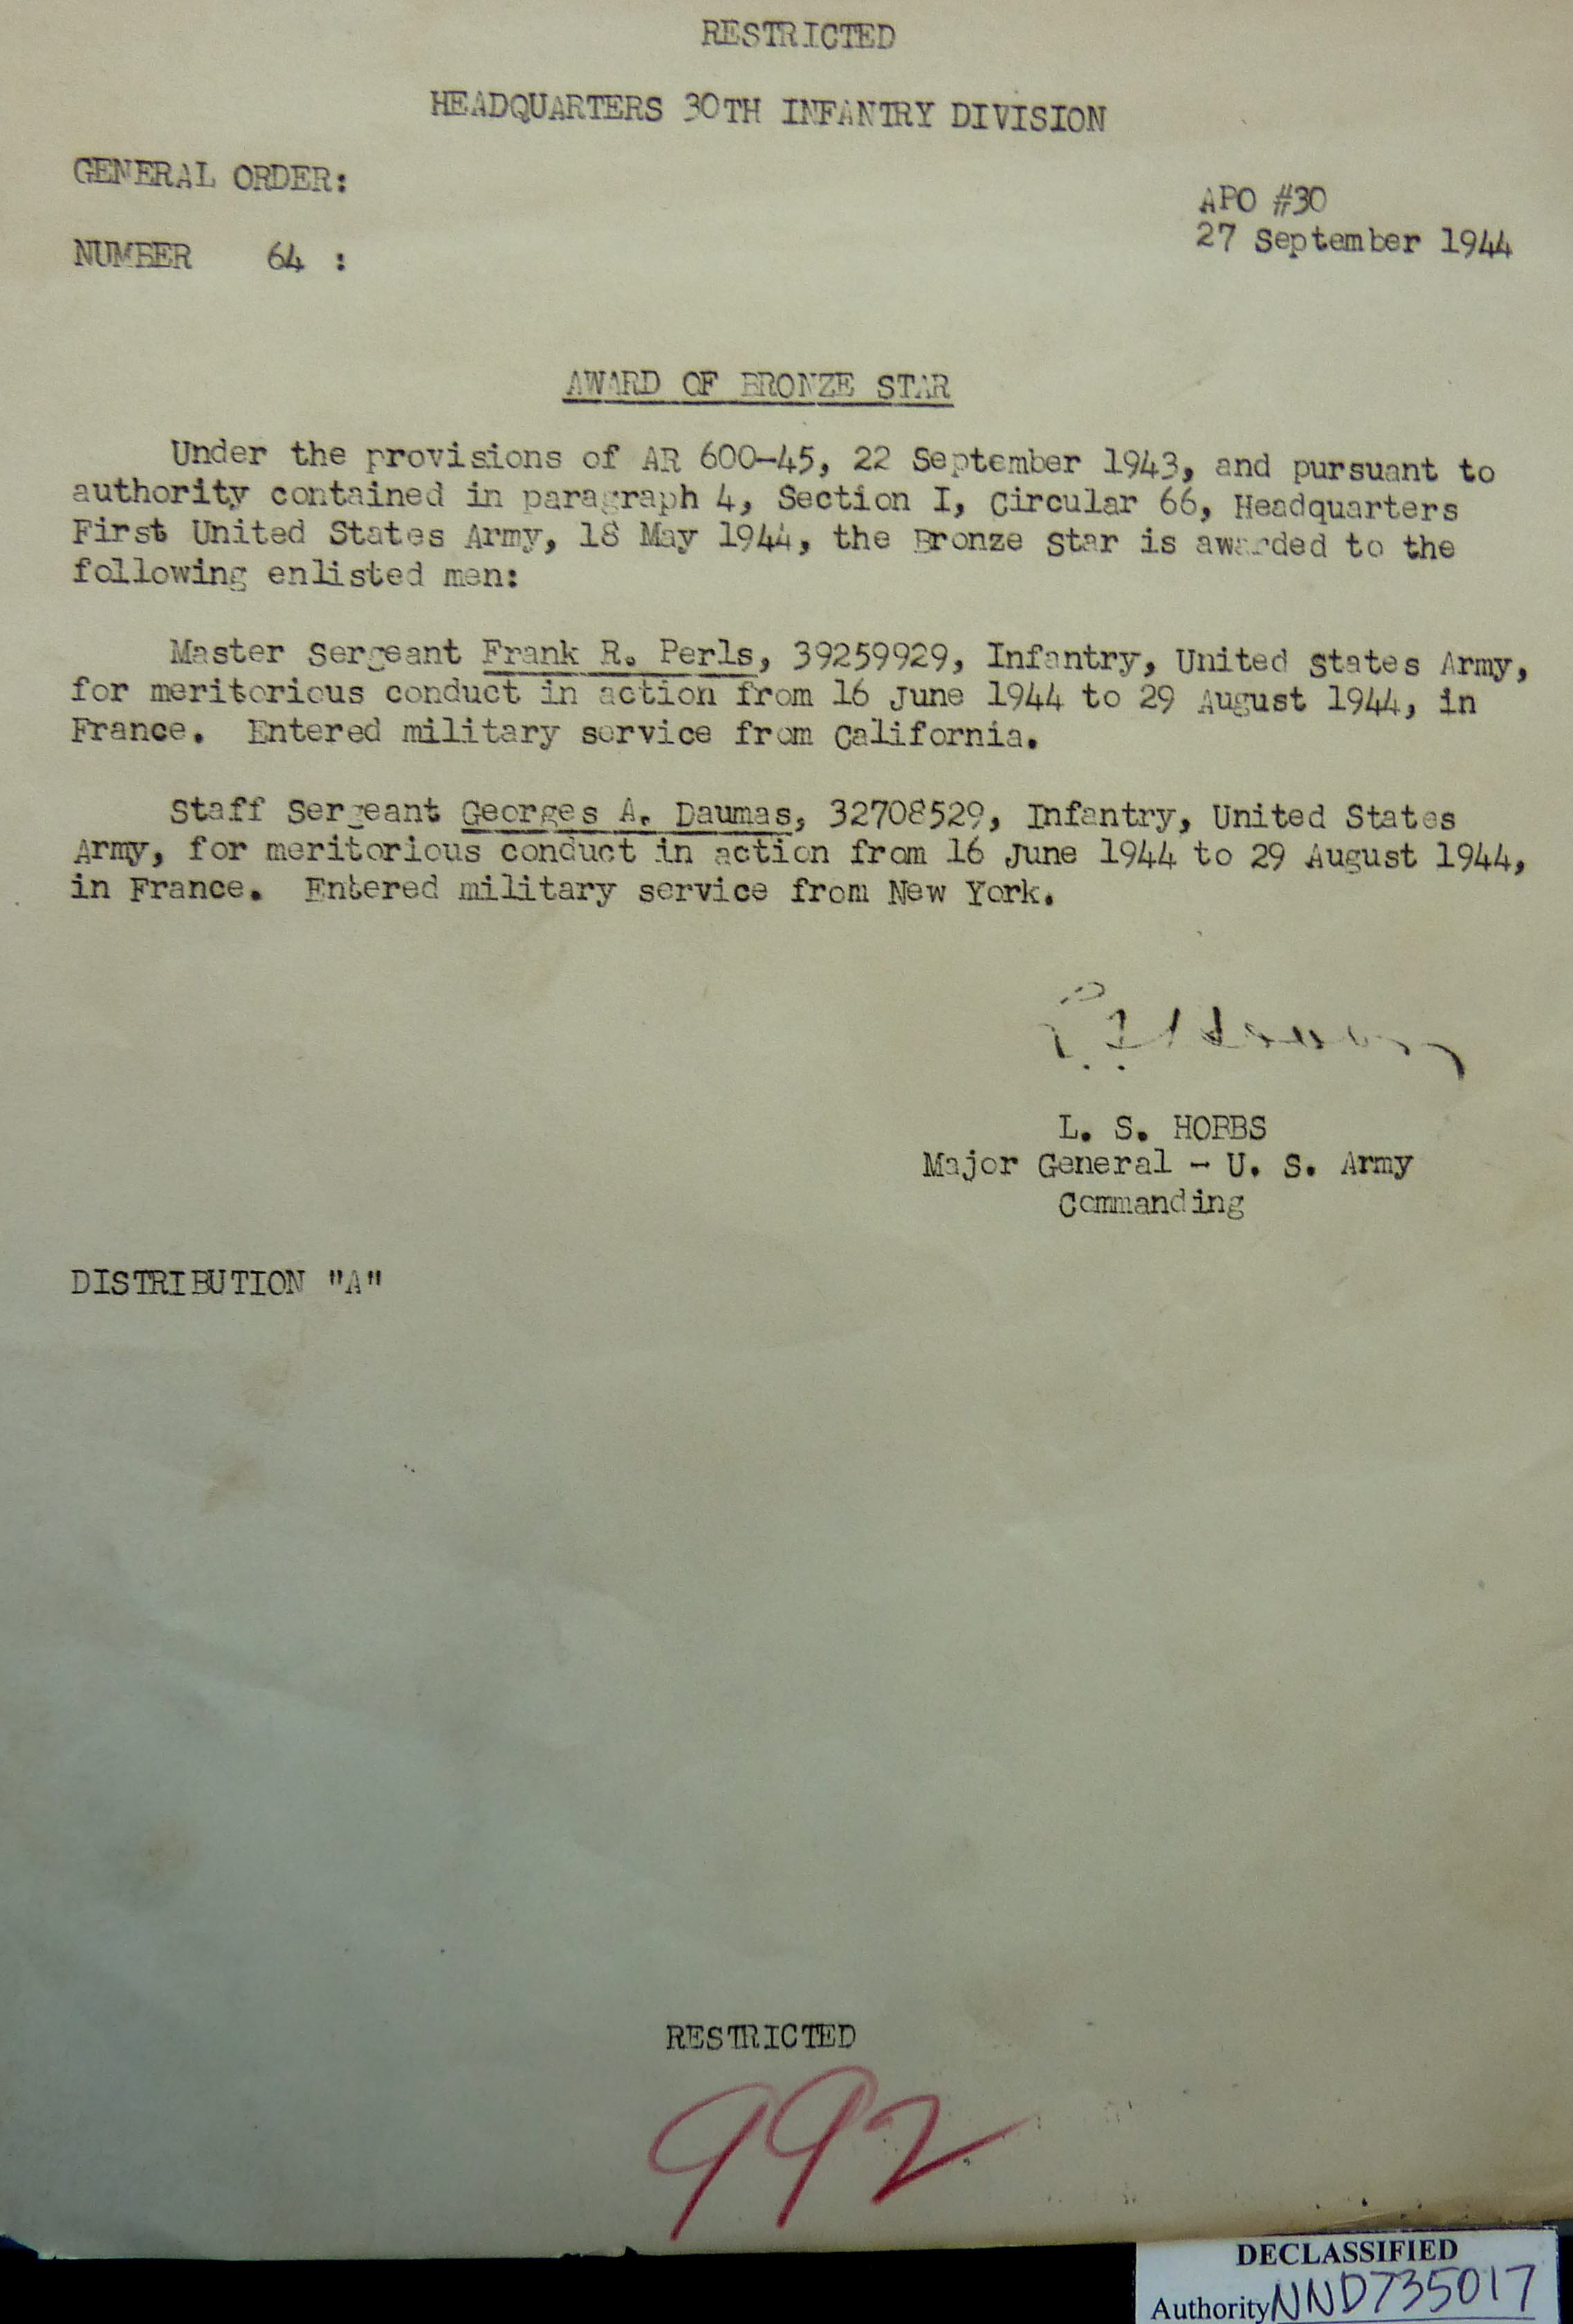 RESTRICTED
HEADQUARTERS 30TH INFANTRY DIVISION
GENERAL ORDER:
APO #30
27 September 1944
NUMBER 64 :
AWARD OF BRONZE STAR
Under the provisions of AR 600-45, 22 September 1943, and pursuant to
authority contained in paragraph 4, Section I, Circular 66, Headquarters
First United States Army, 18 May 1944, the Bronze Star is awarded to the
following enlisted men:
Master Sergeant Frank R. Perls, 39259929, Infantry, United States Army,
for meritorious conduct in action from 16 June 1944 to 29 August 1944, in
France. Entered military service from California.
Staff Sergeant Georges A. Daumas, 32708529, Infantry, United States
Army, for meritorious conduct in action from 16 June 1944 to 29 August 1944,
in France. Entered military service from New York.
L. S. HOBBS
Major General - U. S. Army
Commanding
DISTRIBUTION "A"
RESTRICTED
992
DECLASSIFIED
Authority NND735017